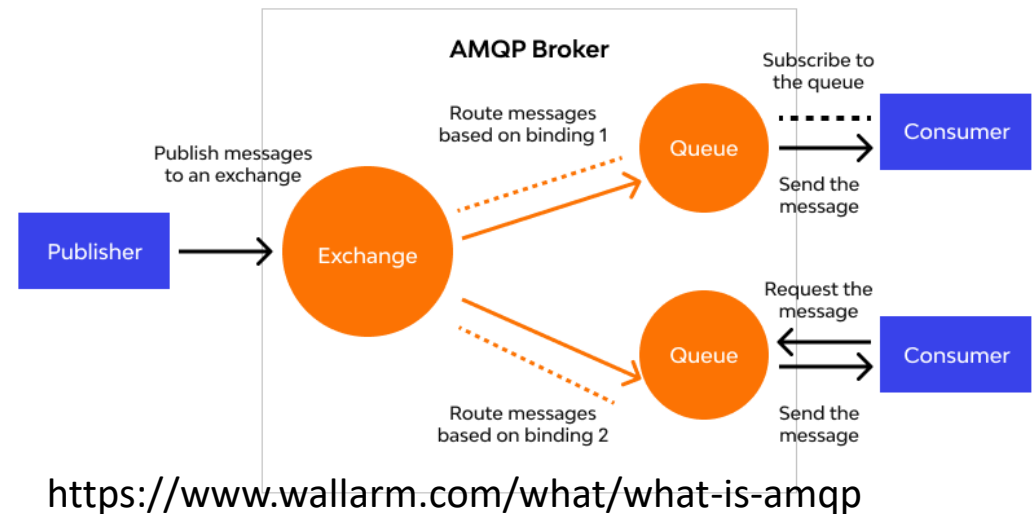 AMQP Broker
Publish messages
to an exchange
Publisher
Exchange
Route messages
based on binding 1
Queue
Subscribe to
the queue
Send the
message
Consumer
Route messages
based on binding 2
Queue
Request the
message
Send the
message
Consumer
https://www.wallarm.com/what/what-is-amqp